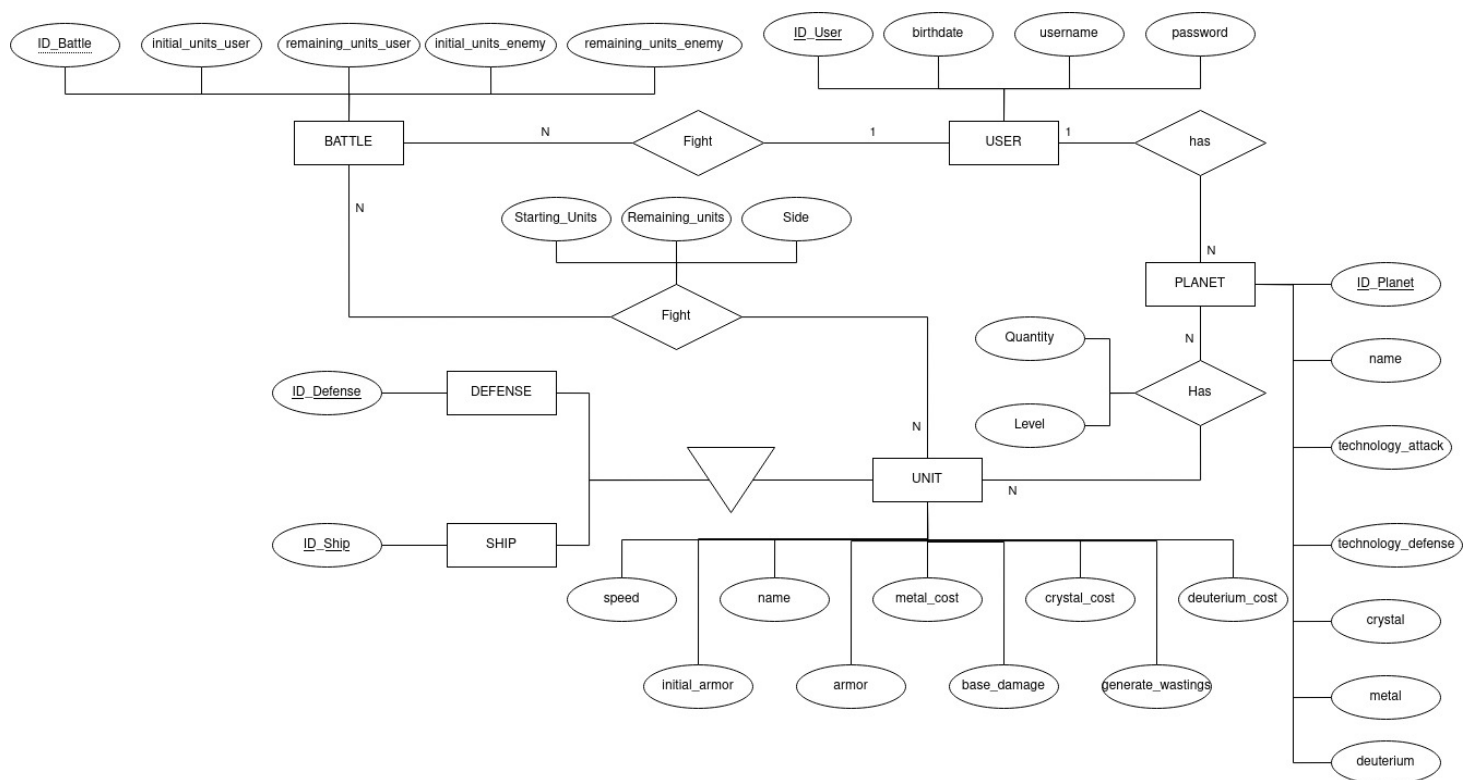 ID_Battle
initial_units_user
remaining_units_user
initial_units_enemy
remaining_units_enemy
ID_User
birthdate
username
password
BATTLE
N
Fight
1
USER
1
has
N
Starting_Units
Remaining_units
Side
N
PLANET
ID_Planet
Fight
Quantity
N
name
ID_Defense
DEFENSE
Has
Level
N
technology_attack
UNIT
N
ID_Ship
SHIP
technology_defense
speed
name
metal_cost
crystal_cost
deuterium_cost
crystal
initial_armor
armor
base_damage
generate_wastings
metal
deuterium